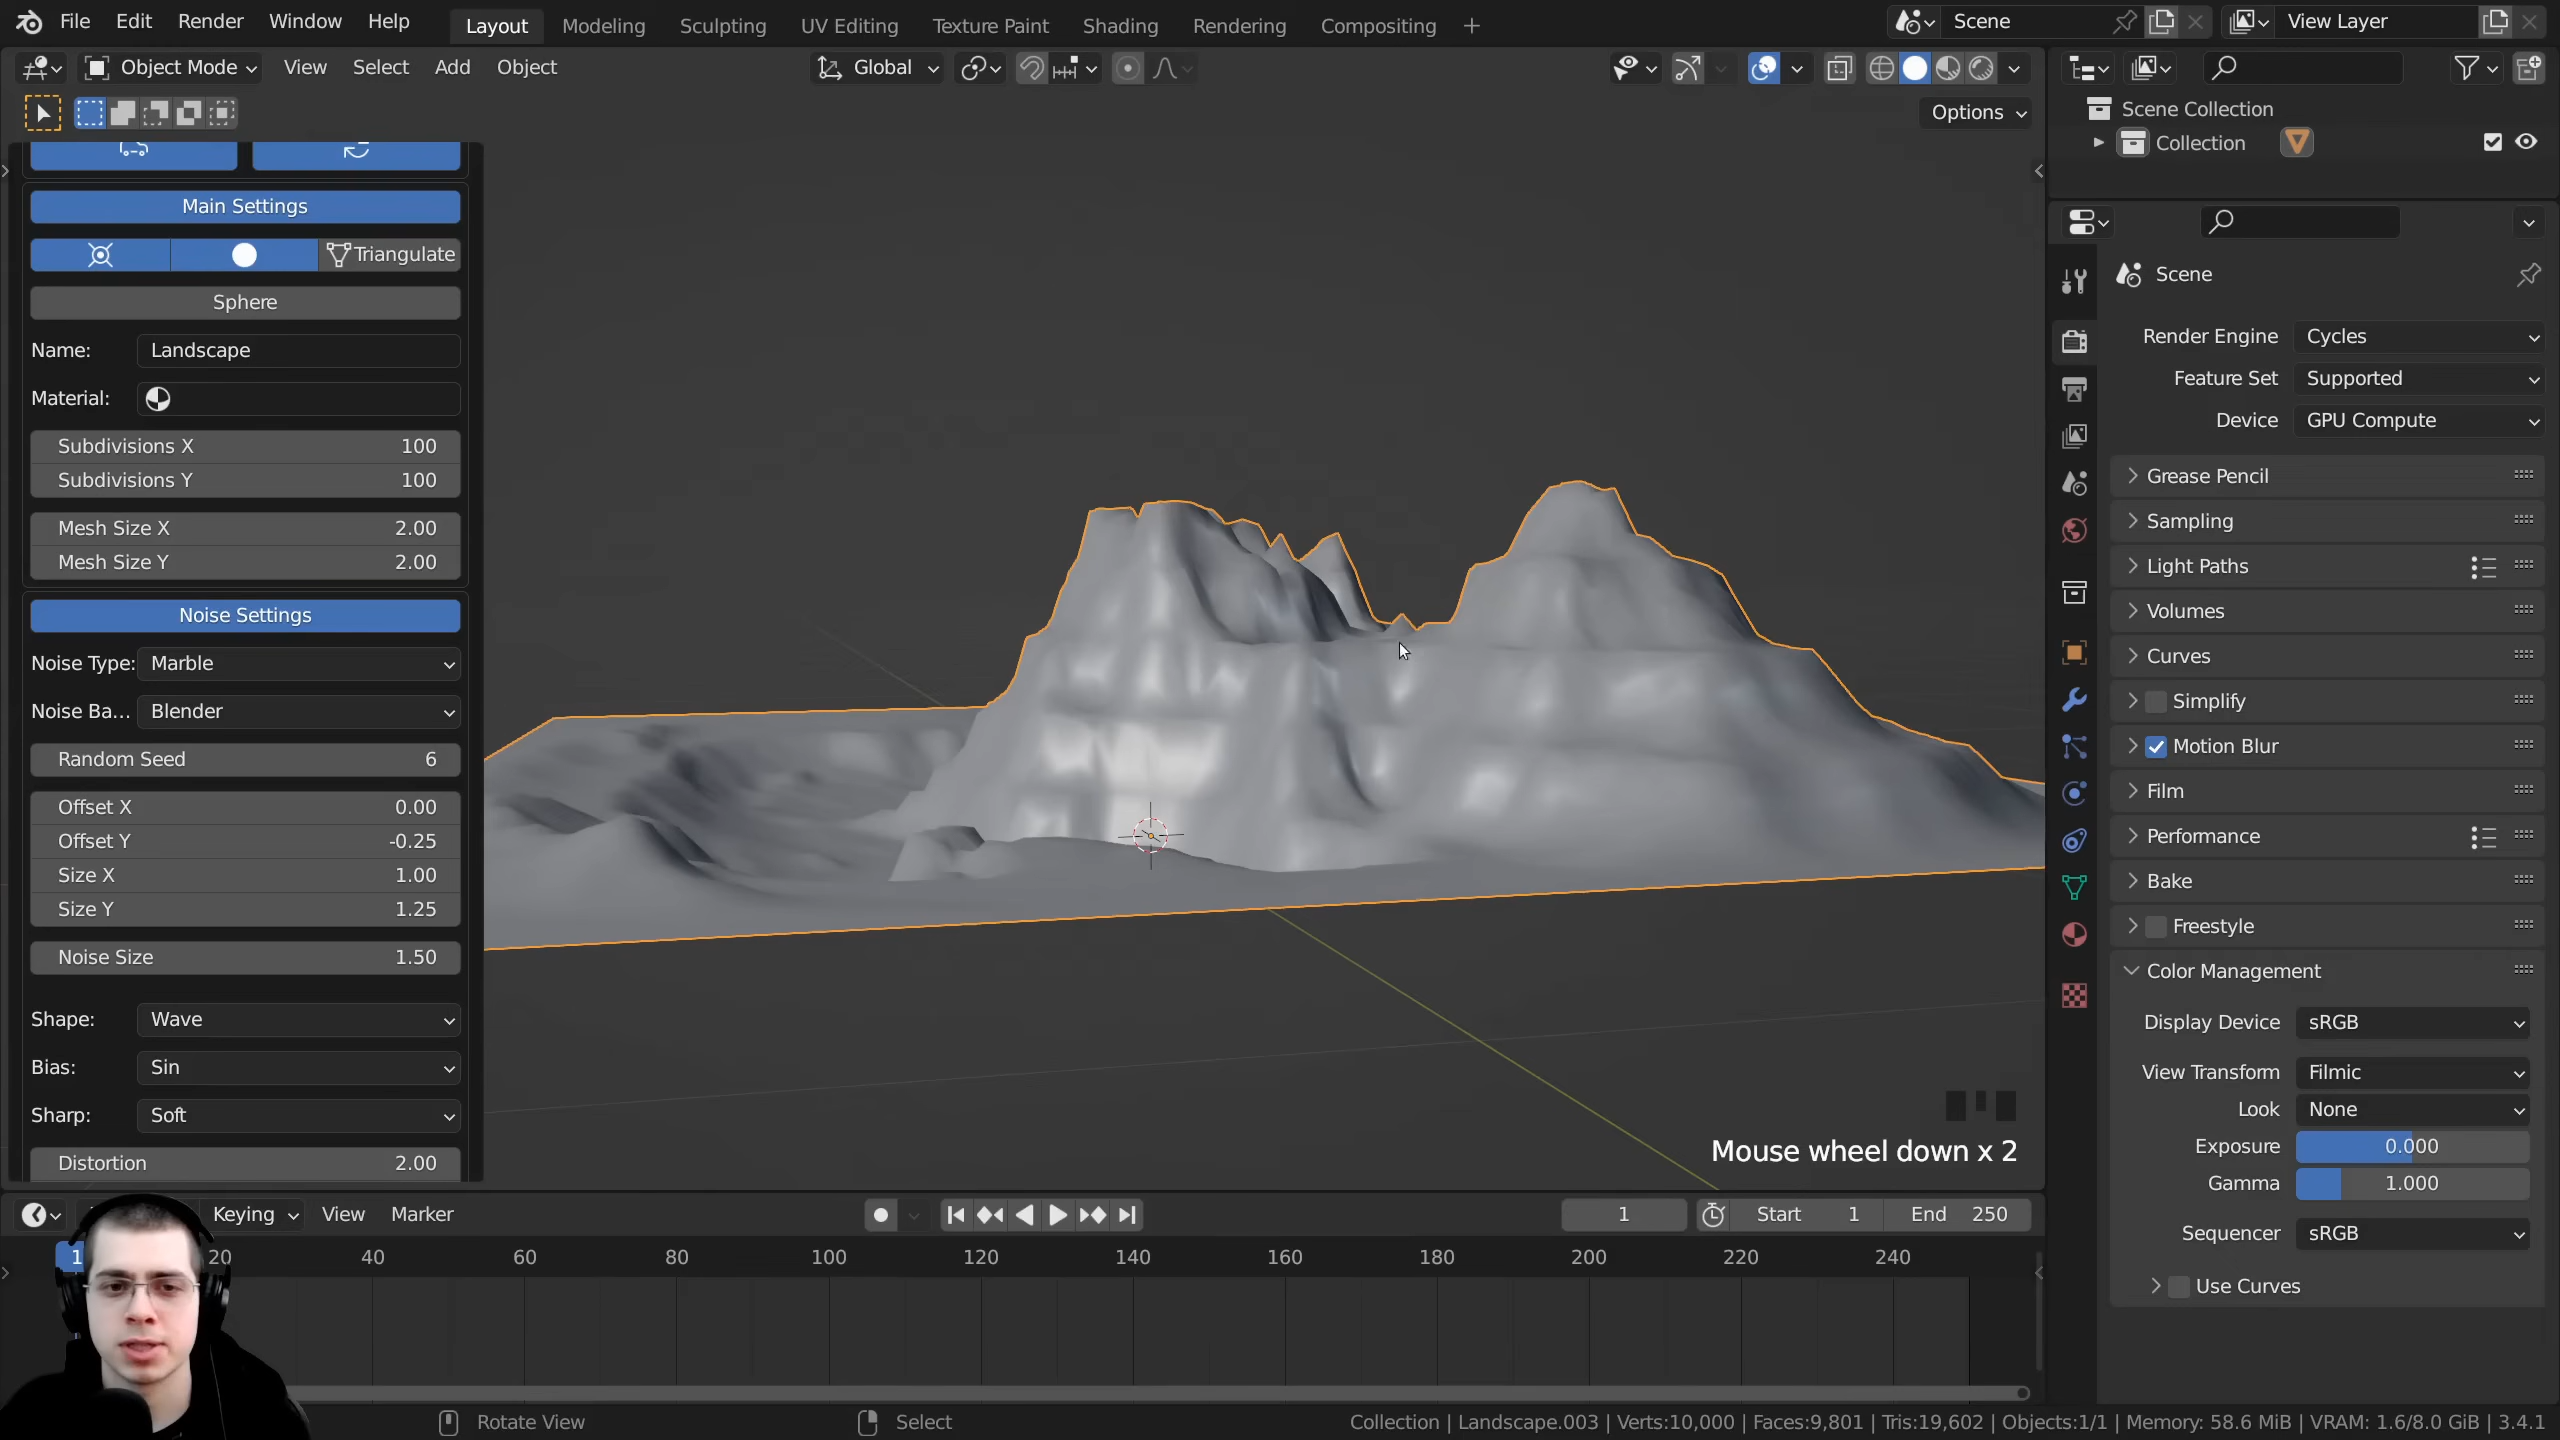 File Edit Render Window Help Layout Modeling Sculpting UV Editing Texture Paint Shading Rendering Compositing + Scene View Layer
Object Mode View Select Add Object Global
Options
Scene Collection
Collection
Main Settings
Triangulate
Sphere
Name: Landscape
Material:
Subdivisions X 100
Subdivisions Y 100
Mesh Size X 2.00
Mesh Size Y 2.00
Noise Settings
Noise Type: Marble
Noise Ba... Blender
Random Seed 6
Offset X 0.00
Offset Y -0.25
Size X 1.00
Size Y 1.25
Noise Size 1.50
Shape: Wave
Bias: Sin
Sharp: Soft
Distortion 2.00
Mouse wheel down x 2
Scene
Render Engine Cycles
Feature Set Supported
Device GPU Compute
Grease Pencil
Sampling
Light Paths
Volumes
Curves
Simplify
Motion Blur
Film
Performance
Bake
Freestyle
Color Management
Display Device sRGB
View Transform Filmic
Look None
Exposure 0.000
Gamma 1.000
Sequencer sRGB
Use Curves
Keying View Marker 1 Start 1 End 250
1 20 40 60 80 100 120 140 160 180 200 220 240
Rotate View Select Collection | Landscape.003 | Verts:10,000 | Faces:9,801 | Tris:19,602 | Objects:1/1 | Memory: 58.6 MiB | VRAM: 1.6/8.0 GiB | 3.4.1